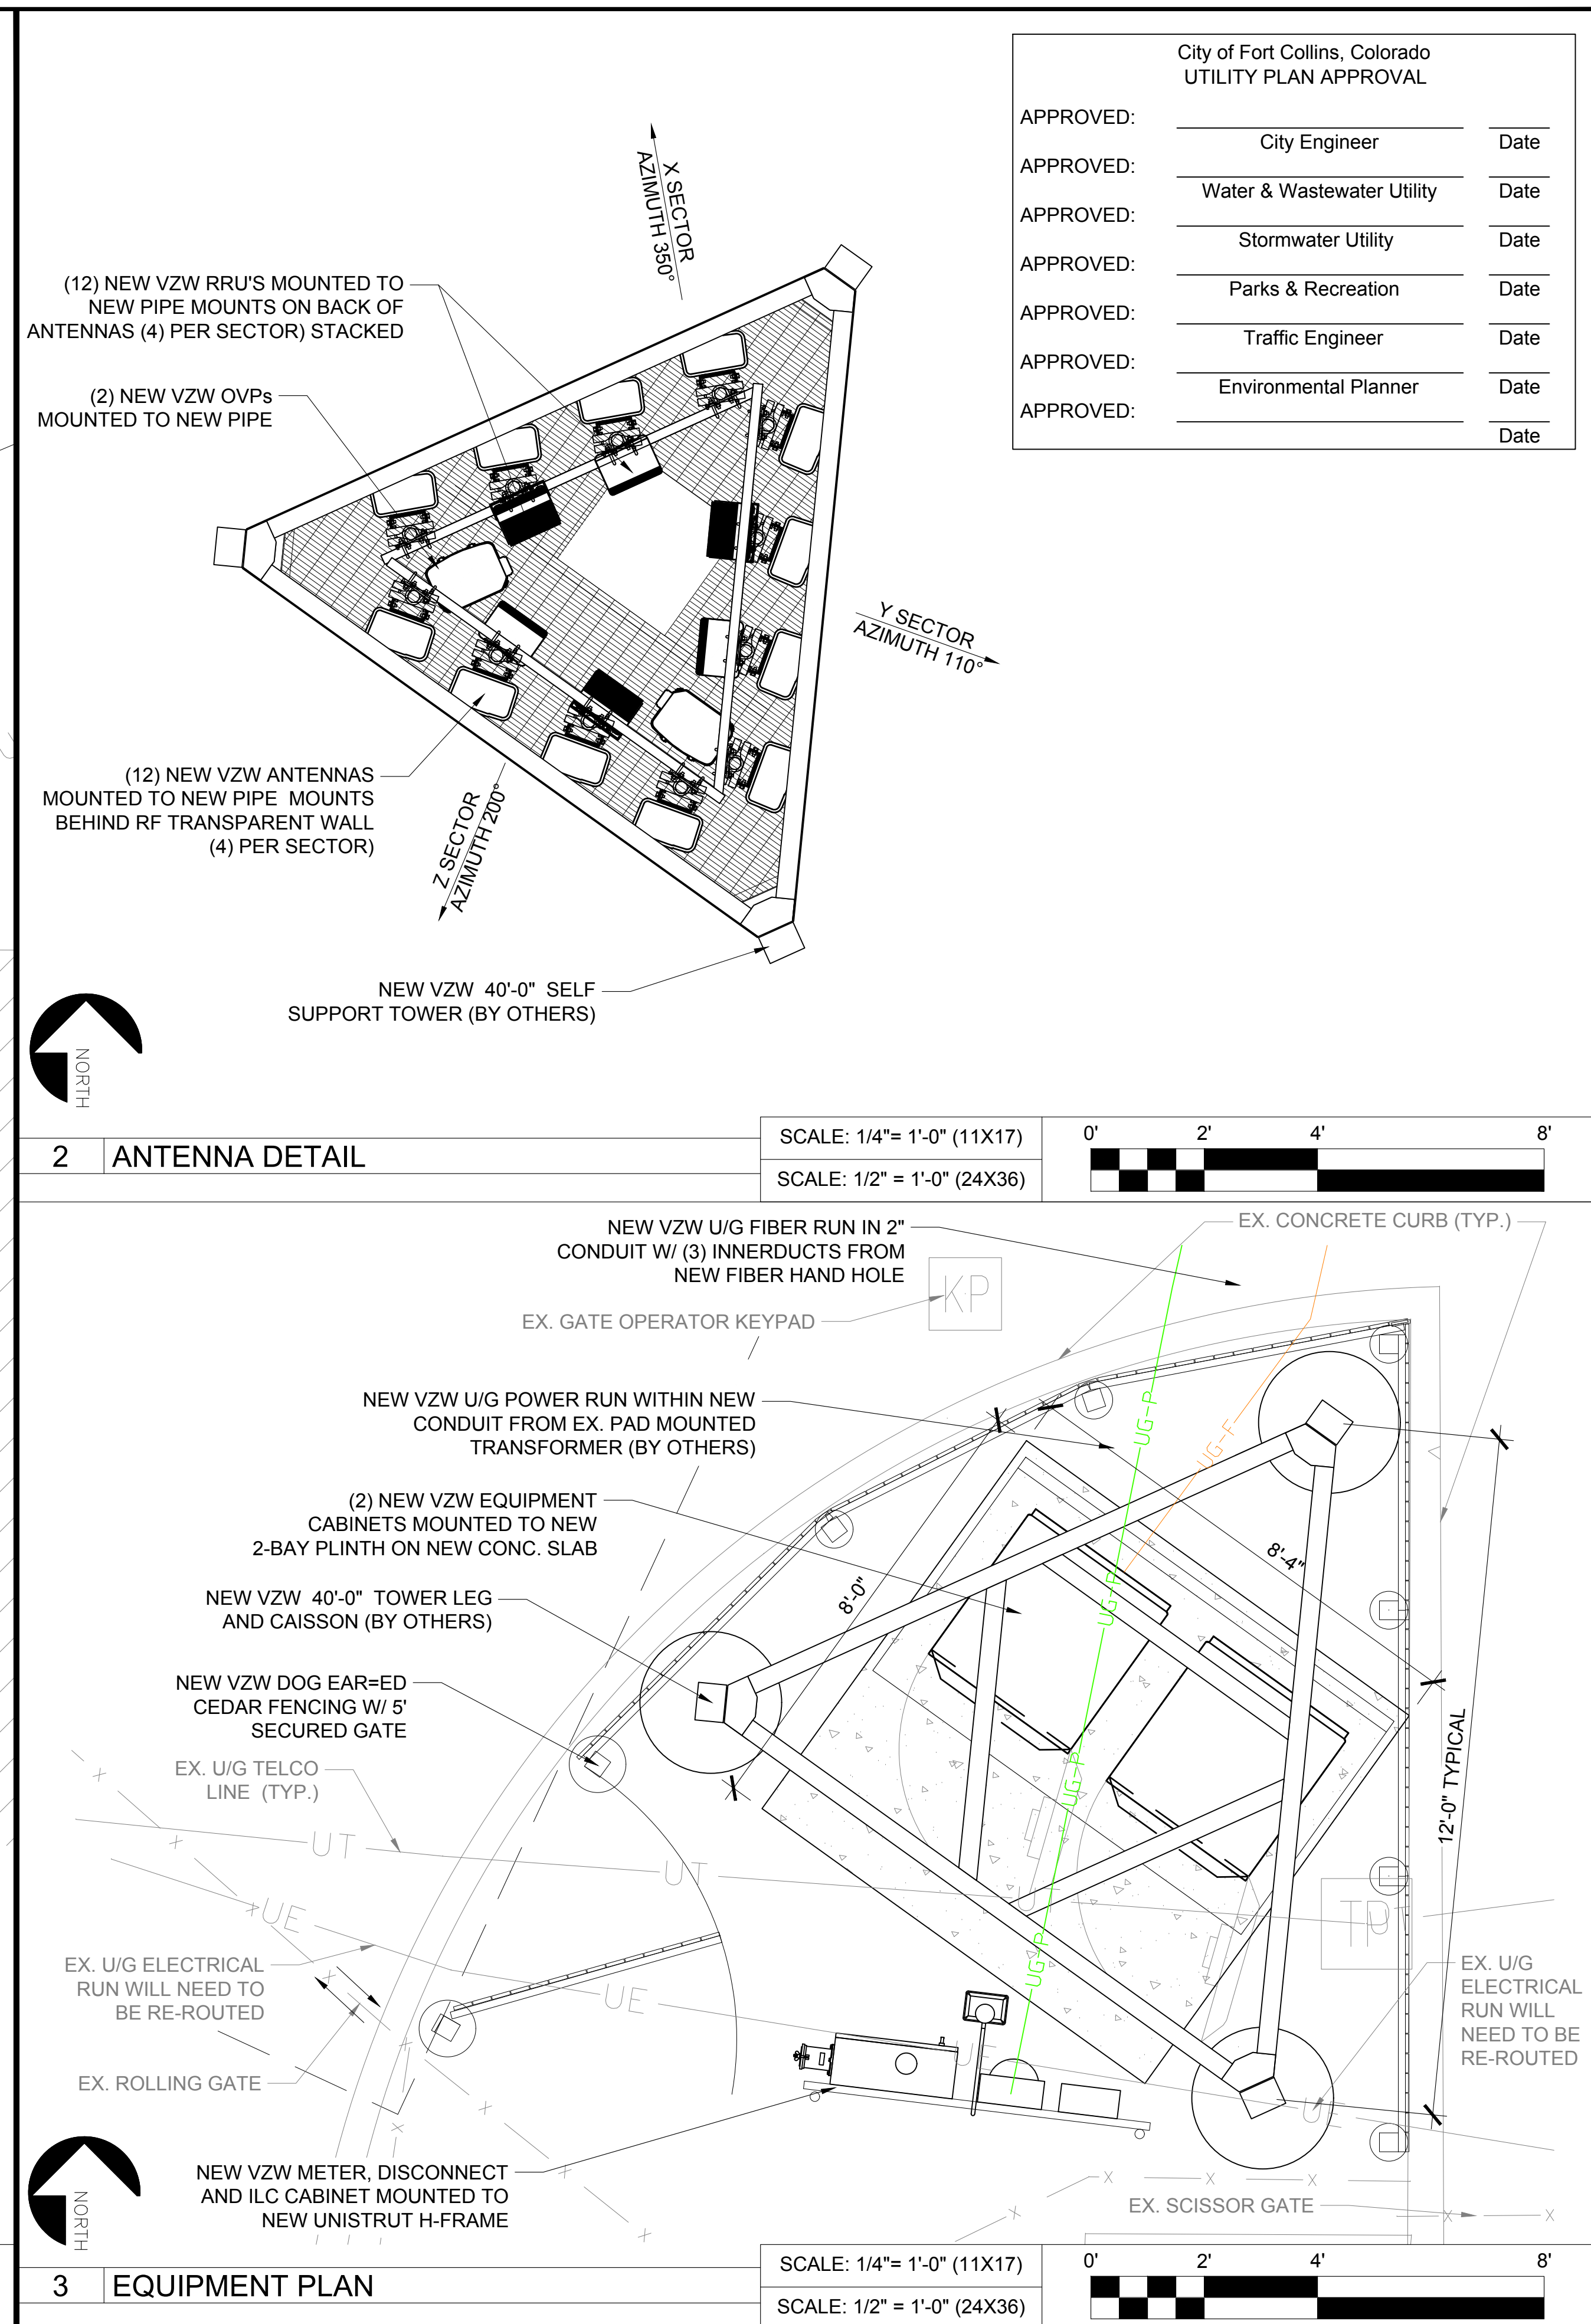 City of Fort Collins, Colorado
UTILITY PLAN APPROVAL
APPROVED:
City Engineer Date
APPROVED:
Water & Wastewater Utility Date
APPROVED:
Stormwater Utility Date
APPROVED:
Parks & Recreation Date
APPROVED:
Traffic Engineer Date
APPROVED:
Environmental Planner Date
APPROVED:
Date
X SECTOR
AZIMUTH 350°
(12) NEW VZW RRU'S MOUNTED TO
NEW PIPE MOUNTS ON BACK OF
ANTENNAS (4) PER SECTOR) STACKED
(2) NEW VZW OVPs
MOUNTED TO NEW PIPE
Y SECTOR
AZIMUTH 110°
(12) NEW VZW ANTENNAS
MOUNTED TO NEW PIPE MOUNTS
BEHIND RF TRANSPARENT WALL
(4) PER SECTOR)
Z SECTOR
AZIMUTH 200°
NEW VZW 40'-0" SELF
SUPPORT TOWER (BY OTHERS)
NORTH
2 ANTENNA DETAIL
SCALE: 1/4"= 1'-0" (11X17)
SCALE: 1/2" = 1'-0" (24X36)
0' 2' 4' 8'
NEW VZW U/G FIBER RUN IN 2"
CONDUIT W/ (3) INNERDUCTS FROM
NEW FIBER HAND HOLE
EX. CONCRETE CURB (TYP.)
KP
EX. GATE OPERATOR KEYPAD
NEW VZW U/G POWER RUN WITHIN NEW
CONDUIT FROM EX. PAD MOUNTED
TRANSFORMER (BY OTHERS)
UG-P
UG-F
(2) NEW VZW EQUIPMENT
CABINETS MOUNTED TO NEW
2-BAY PLINTH ON NEW CONC. SLAB
8'-0"
8'-4"
UG-P
NEW VZW 40'-0" TOWER LEG
AND CAISSON (BY OTHERS)
NEW VZW DOG EAR=ED
CEDAR FENCING W/ 5'
SECURED GATE
12'-0" TYPICAL
UG-P
EX. U/G TELCO
LINE (TYP.)
UT
UT
UT
TP
UE
UG-P
EX. U/G ELECTRICAL
RUN WILL NEED TO
BE RE-ROUTED
EX. U/G
ELECTRICAL
RUN WILL
NEED TO BE
RE-ROUTED
UE
UE
UE
EX. ROLLING GATE
NEW VZW METER, DISCONNECT
AND ILC CABINET MOUNTED TO
NEW UNISTRUT H-FRAME
EX. SCISSOR GATE
NORTH
3 EQUIPMENT PLAN
SCALE: 1/4"= 1'-0" (11X17)
SCALE: 1/2" = 1'-0" (24X36)
0' 2' 4' 8'